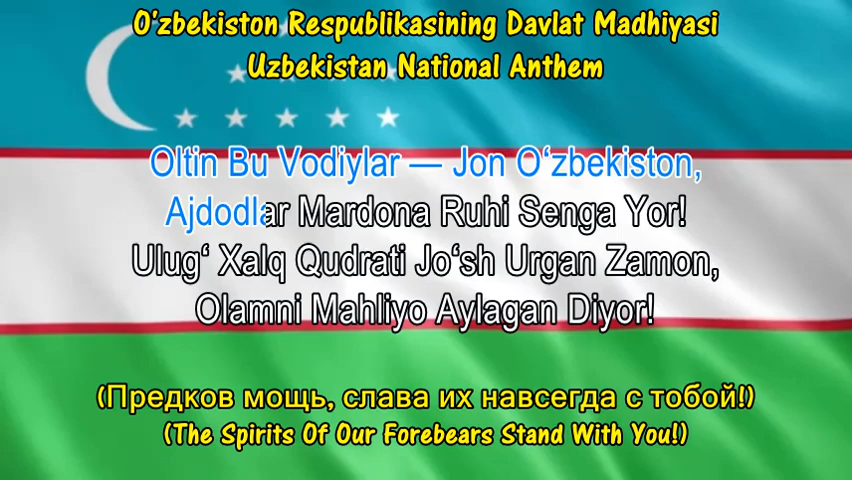 O'zbekiston Respublikasining Davlat Madhiyasi
Uzbekistan National Anthem
Oltin Bu Vodiylar — Jon O‘zbekiston,
Ajdodlar Mardona Ruhi Senga Yor!
Ulug‘ Xalq Qudrati Jo‘sh Urgan Zamon,
Olamni Mahliyo Aylagan Diyor!
(Предков мощь, слава их навсегда с тобой!)
(The Spirits Of Our Forebears Stand With You!)